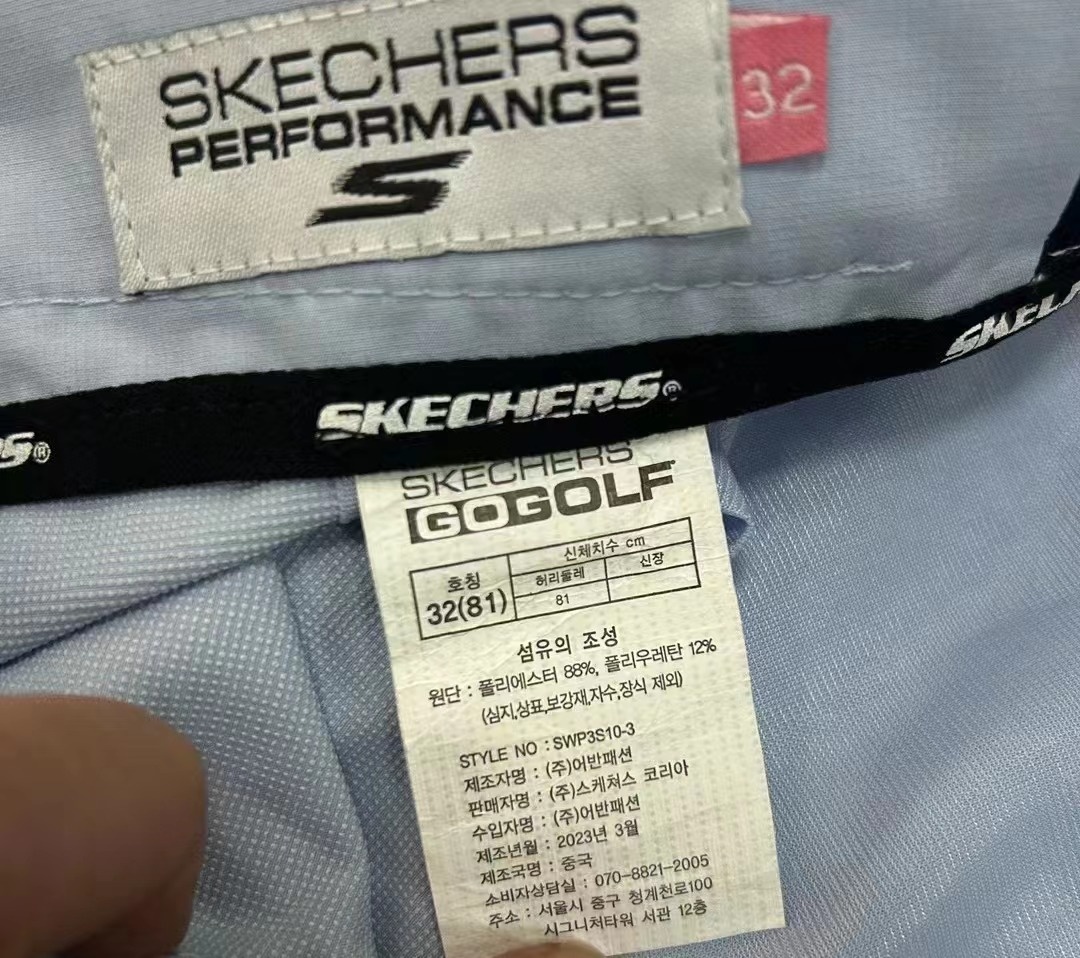 SKECHERS
PERFORMANCE
S
32
SKECHERS®
S®
SKECHERS
GOGOLF
호칭
32(81)
신체치수 cm
허리둘레 신장
81
섬유의 조성
원단 : 폴리에스터 88%, 폴리우레탄 12%
(심지,상표,보강재,자수,장식 제외)
STYLE NO : SWP3S10-3
제조자명 : (주)어반패션
판매자명 : (주)스케쳐스 코리아
수입자명 : (주)어반패션
제조년월 : 2023년 3월
제조국명 : 중국
소비자상담실 : 070-8821-2005
주소 : 서울시 중구 청계천로100
시그니처타워 서관 12층